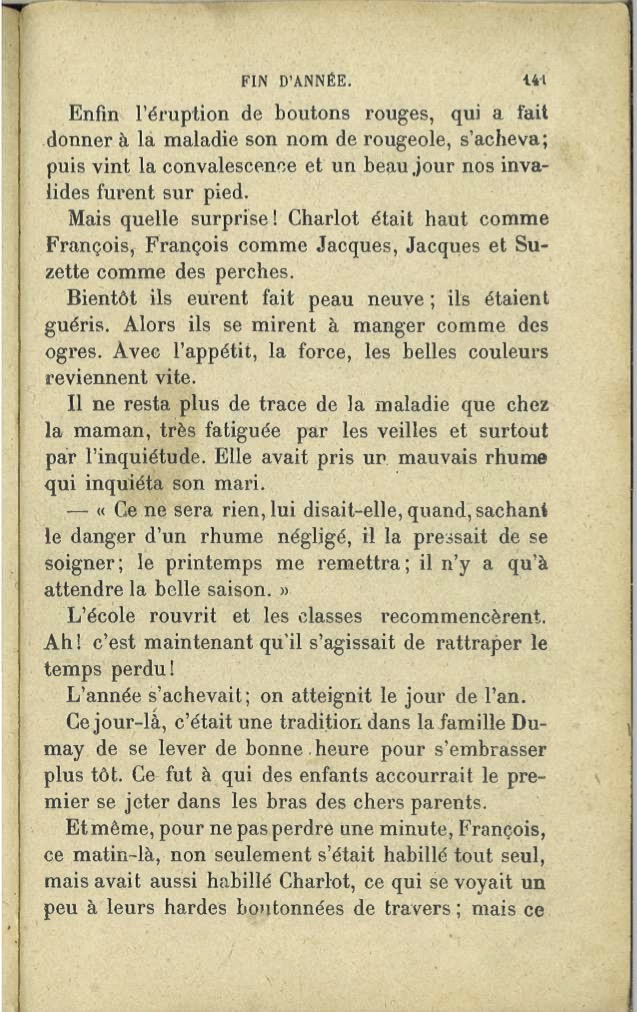 FIN D'ANNÉE. 141
Enfin l'éruption de boutons rouges, qui a fait
donner à la maladie son nom de rougeole, s'acheva;
puis vint la convalescence et un beau jour nos inva-
lides furent sur pied.
Mais quelle surprise! Charlot était haut comme
François, François comme Jacques, Jacques et Su-
zette comme des perches.
Bientôt ils eurent fait peau neuve; ils étaient
guéris. Alors ils se mirent à manger comme des
ogres. Avec l'appétit, la force, les belles couleurs
reviennent vite.
Il ne resta plus de trace de la maladie que chez
la maman, très fatiguée par les veilles et surtout
par l'inquiétude. Elle avait pris un mauvais rhume
qui inquiéta son mari.
— « Ce ne sera rien, lui disait-elle, quand, sachant
le danger d'un rhume négligé, il la pressait de se
soigner; le printemps me remettra; il n'y a qu'à
attendre la belle saison. »
L'école rouvrit et les classes recommencèrent.
Ah! c'est maintenant qu'il s'agissait de rattraper le
temps perdu!
L'année s'achevait; on atteignit le jour de l'an.
Ce jour-là, c'était une tradition dans la famille Du-
may de se lever de bonne heure pour s'embrasser
plus tôt. Ce fut à qui des enfants accourrait le pre-
mier se jeter dans les bras des chers parents.
Et même, pour ne pas perdre une minute, François,
ce matin-là, non seulement s'était habillé tout seul,
mais avait aussi habillé Charlot, ce qui se voyait un
peu à leurs hardes boutonnées de travers; mais ce